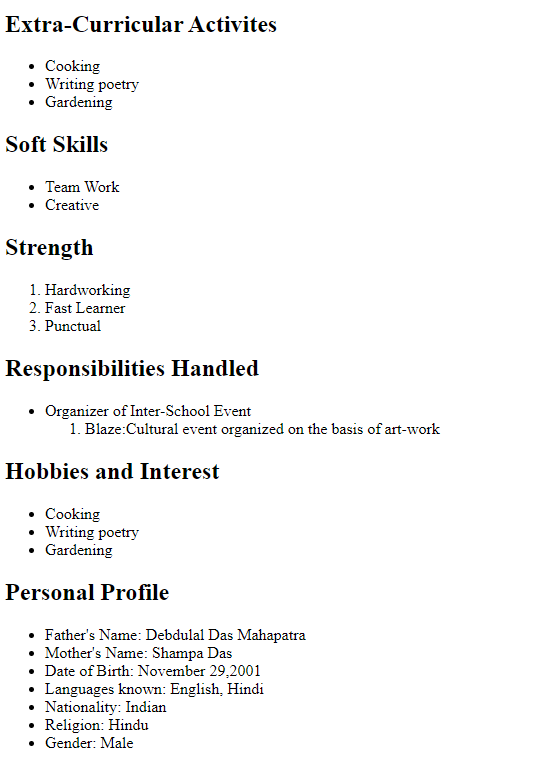 Extra-Curricular Activites
• Cooking
• Writing poetry
• Gardening
Soft Skills
• Team Work
• Creative
Strength
1. Hardworking
2. Fast Learner
3. Punctual
Responsibilities Handled
• Organizer of Inter-School Event
1. Blaze:Cultural event organized on the basis of art-work
Hobbies and Interest
• Cooking
• Writing poetry
• Gardening
Personal Profile
• Father's Name: Debdulal Das Mahapatra
• Mother's Name: Shampa Das
• Date of Birth: November 29,2001
• Languages known: English, Hindi
• Nationality: Indian
• Religion: Hindu
• Gender: Male